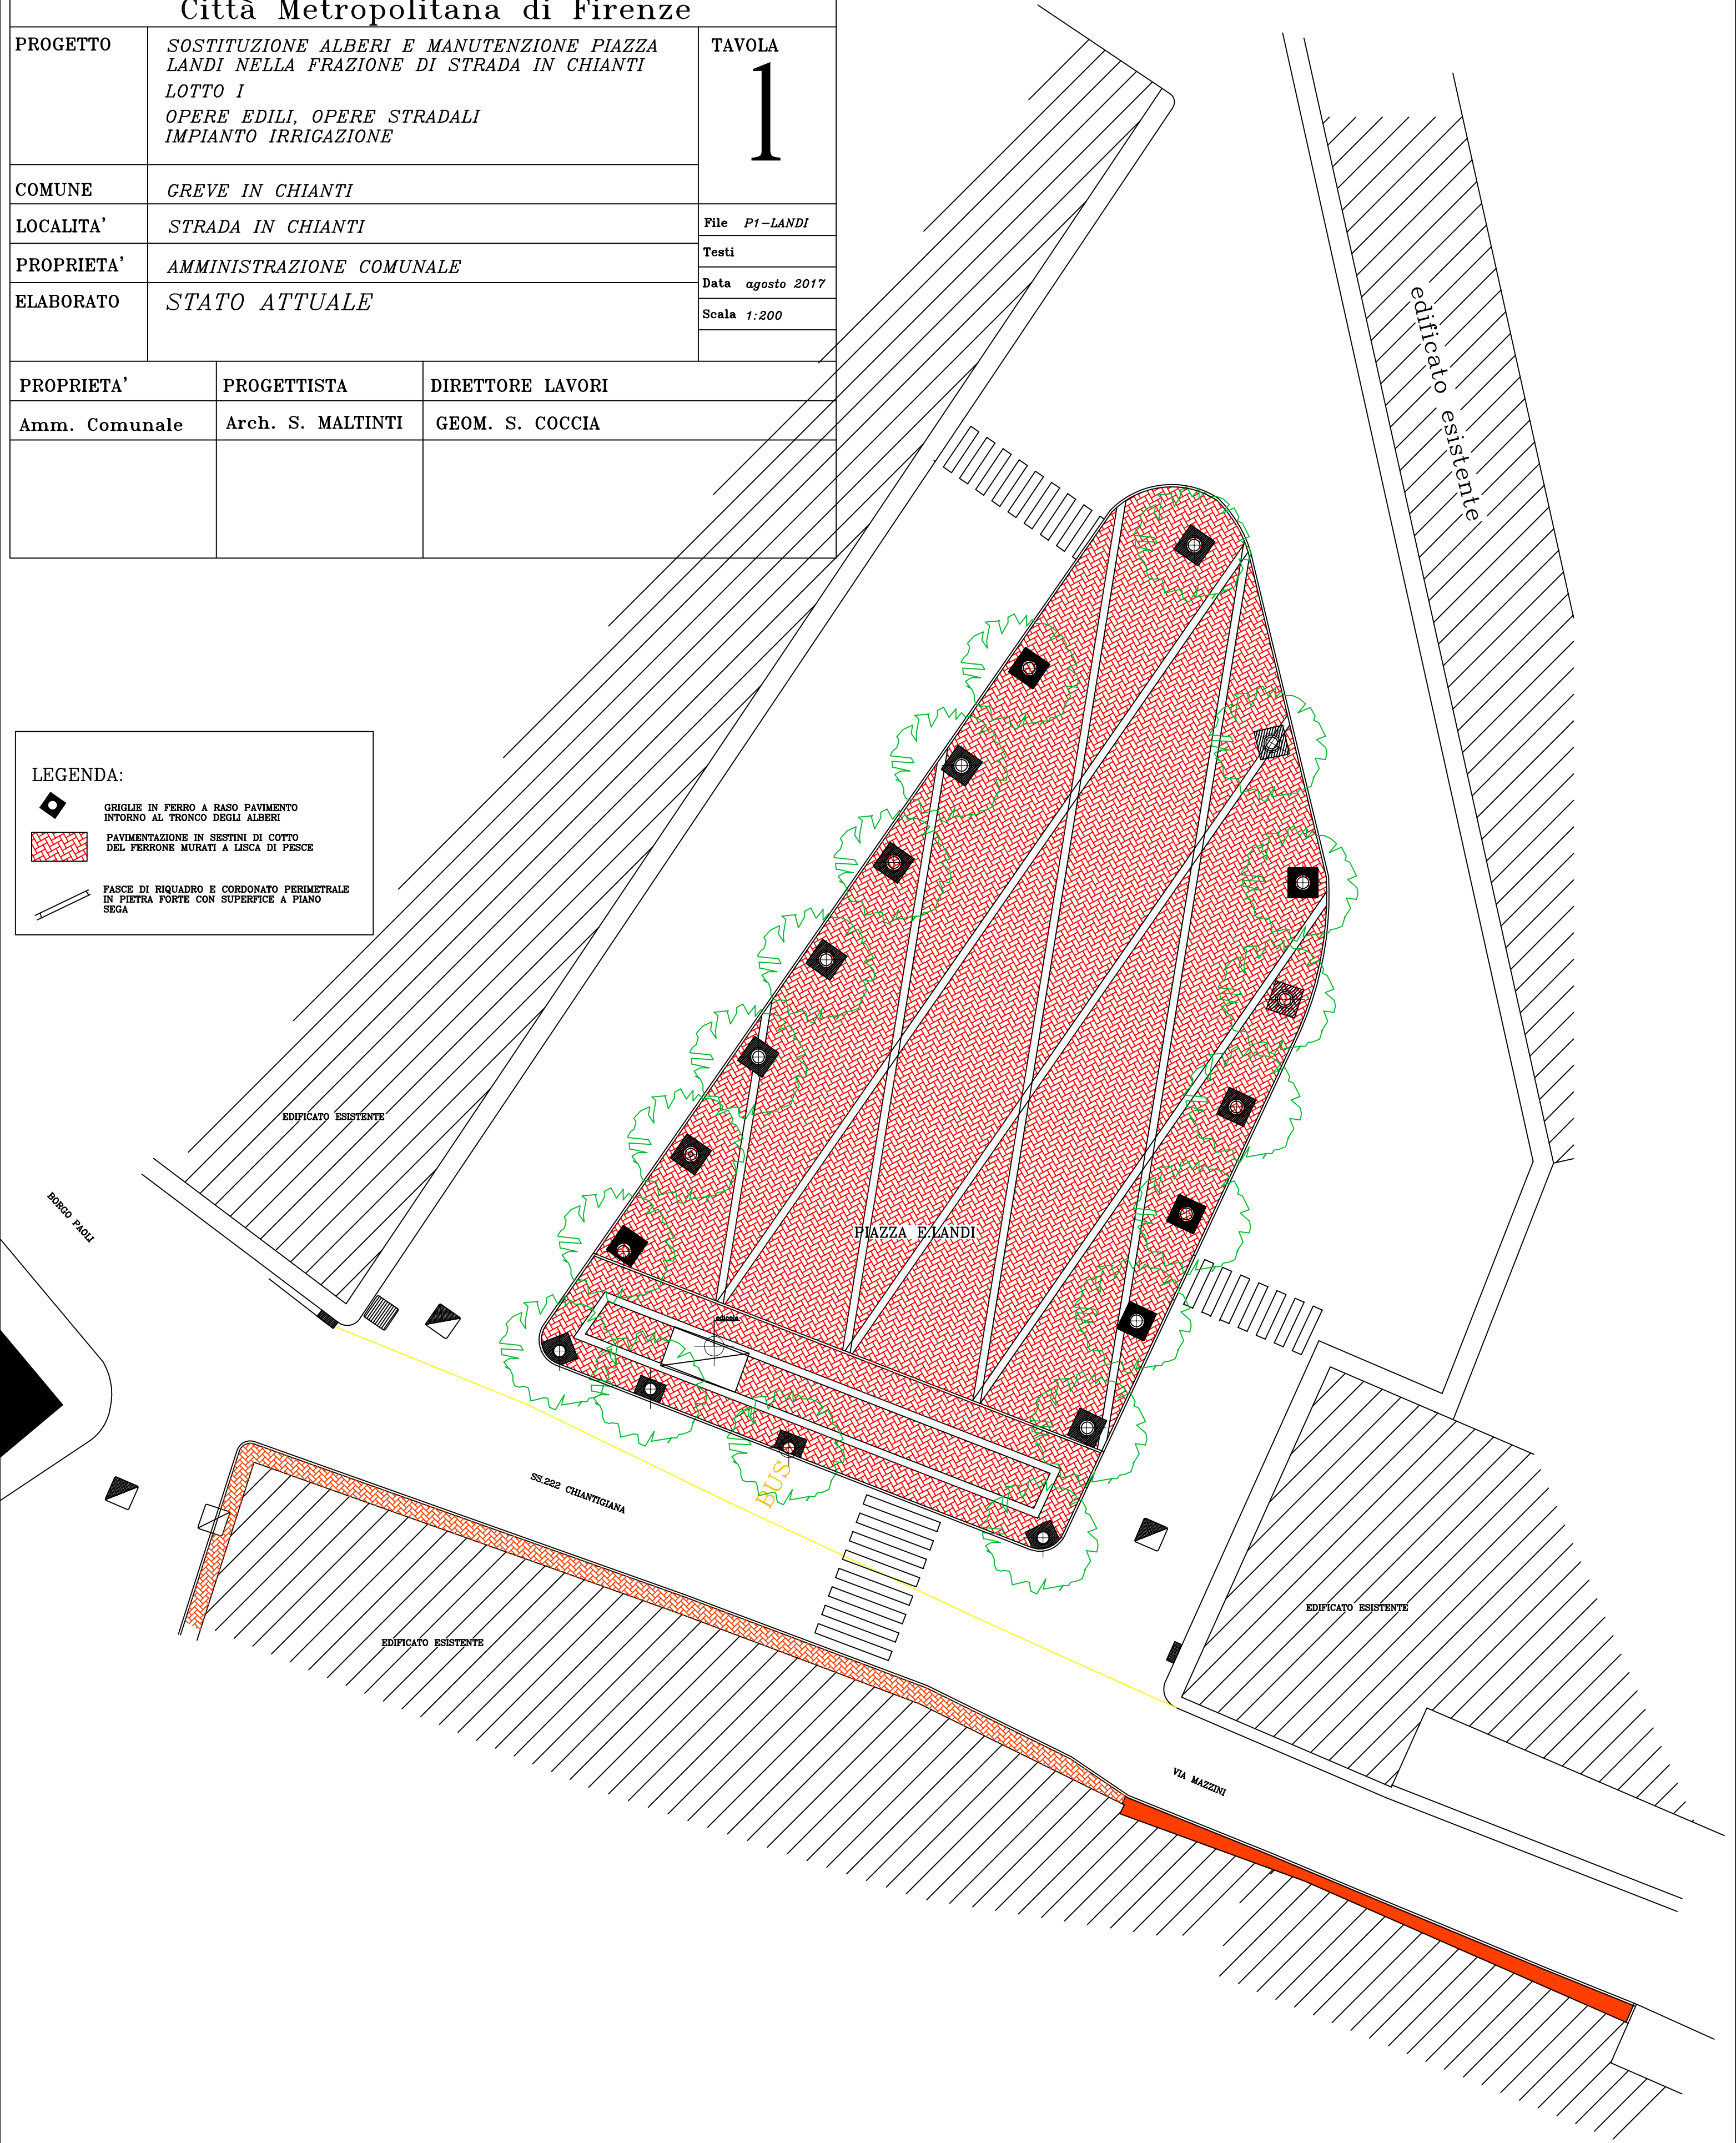 Città Metropolitana di Firenze
PROGETTO
SOSTITUZIONE ALBERI E MANUTENZIONE PIAZZA
LANDI NELLA FRAZIONE DI STRADA IN CHIANTI
LOTTO I
OPERE EDILI, OPERE STRADALI
IMPIANTO IRRIGAZIONE
TAVOLA
1
COMUNE
GREVE IN CHIANTI
LOCALITA'
STRADA IN CHIANTI
File P1-LANDI
Testi
PROPRIETA'
AMMINISTRAZIONE COMUNALE
Data agosto 2017
ELABORATO
STATO ATTUALE
Scala 1:200
PROPRIETA'
PROGETTISTA
DIRETTORE LAVORI
Amm. Comunale
Arch. S. MALTINTI
GEOM. S. COCCIA
edificato esistente
LEGENDA:
GRIGLIE IN FERRO A RASO PAVIMENTO
INTORNO AL TRONCO DEGLI ALBERI
PAVIMENTAZIONE IN SESTINI DI COTTO
DEL FERRONE MURATI A LISCA DI PESCE
FASCE DI RIQUADRO E CORDONATO PERIMETRALE
IN PIETRA FORTE CON SUPERFICE A PIANO
SEGA
EDIFICATO ESISTENTE
BORGO PAOLI
PIAZZA E.LANDI
edicola
BUS
SS.222 CHIANTIGIANA
EDIFICATO ESISTENTE
EDIFICATO ESISTENTE
VIA MAZZINI